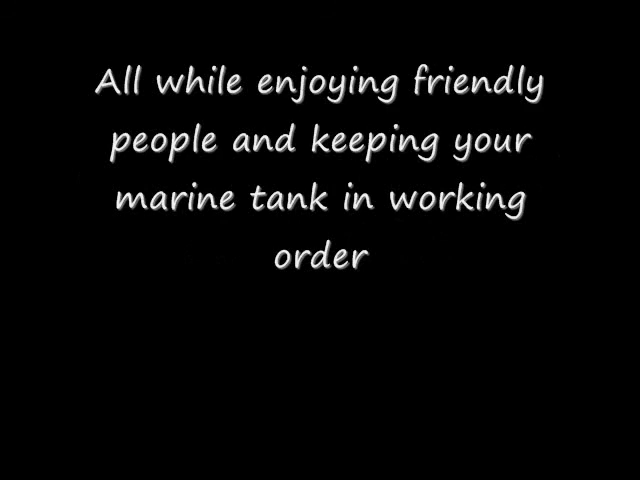 All while enjoying friendly
people and keeping your
marine tank in working
order